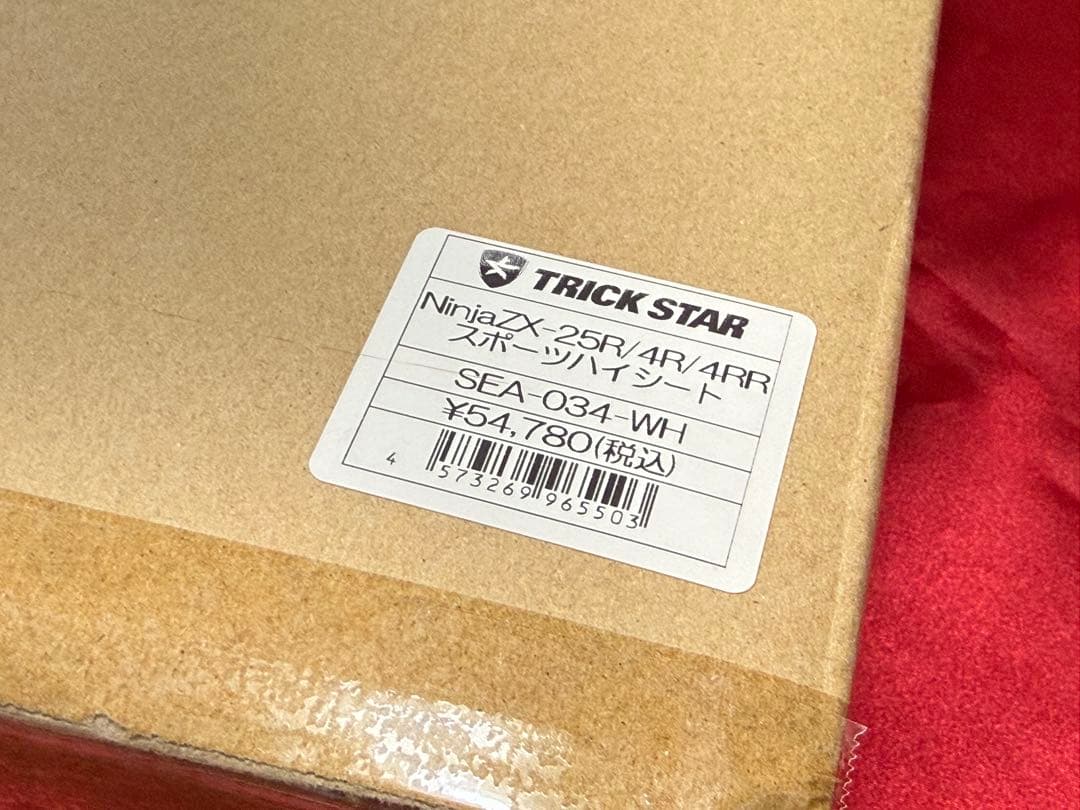 TRICK STAR
NinjaZX-25R/4R/4RR
スポーツハイシート
SEA-034-WH
¥54,780(税込)
4 573269 965503